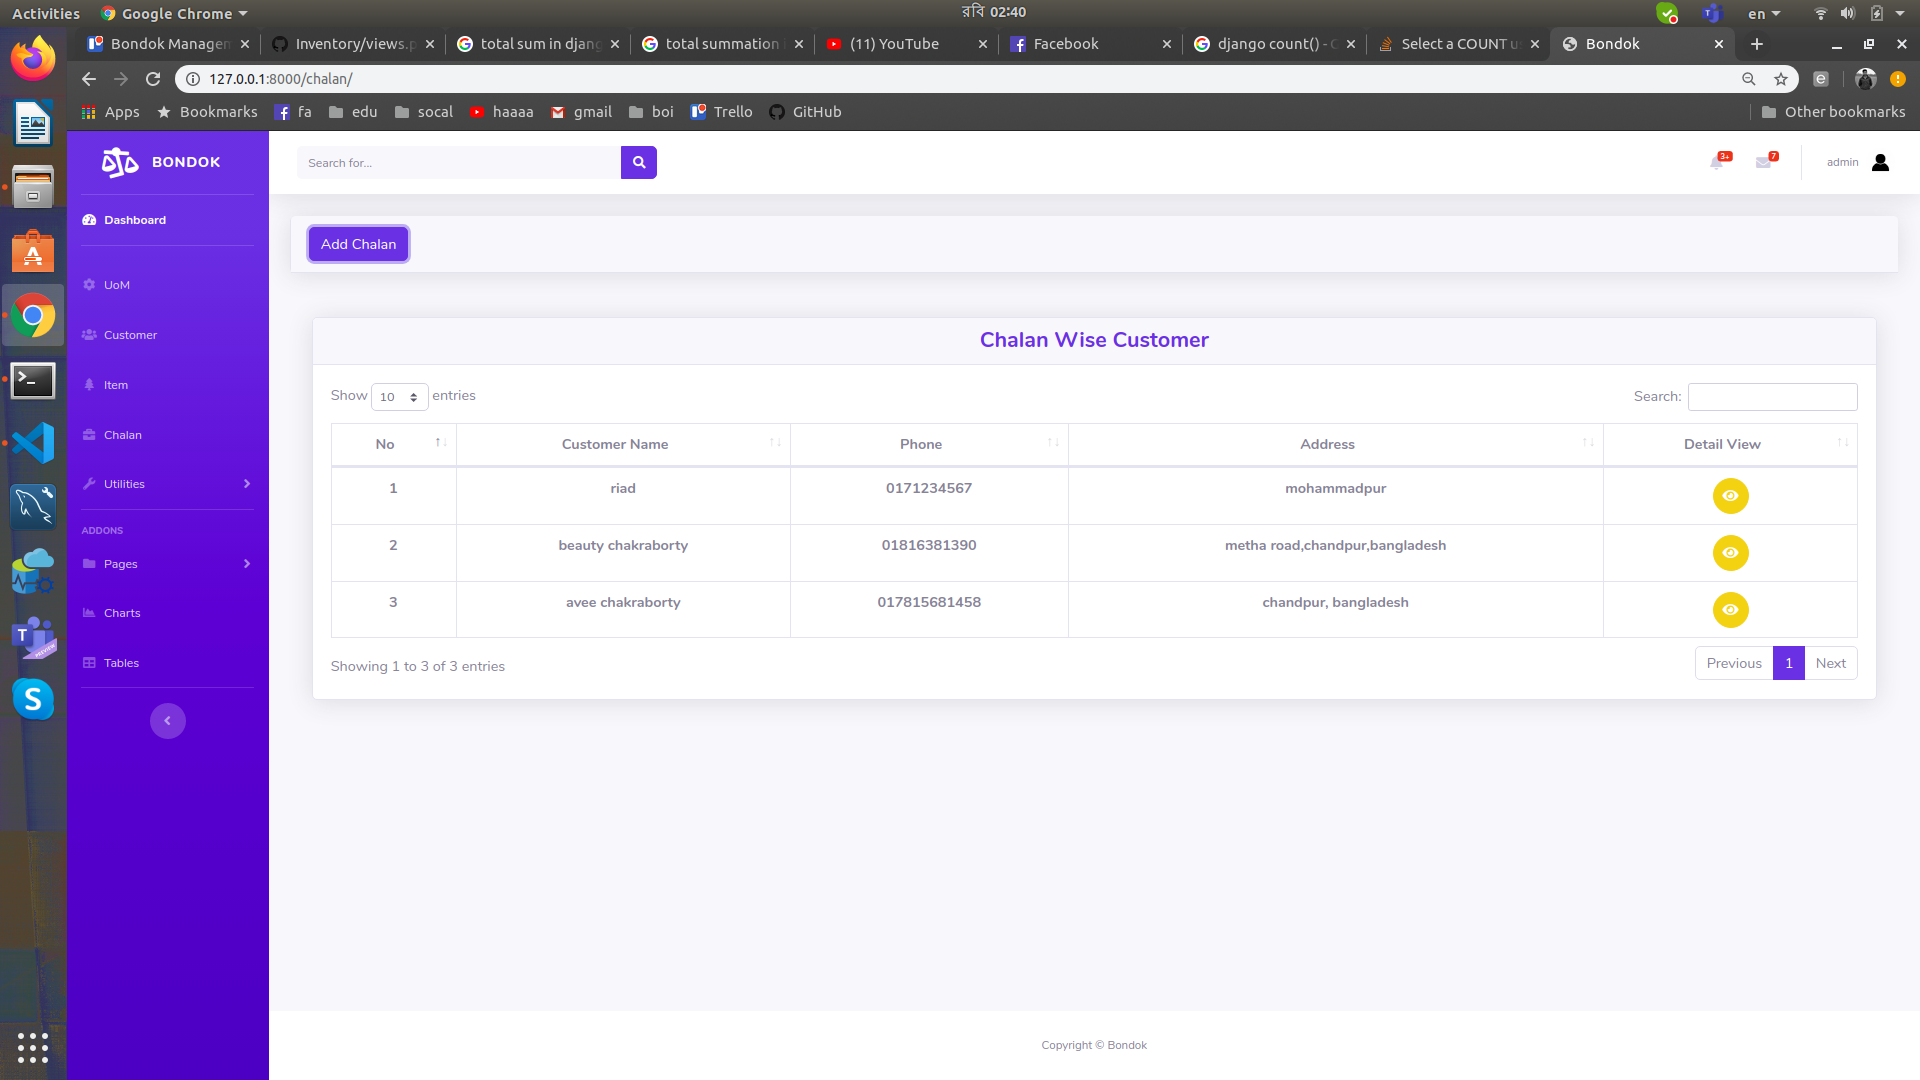 Activities Google Chrome রবি 02:40 en
Bondok Managem Inventory/views.p total sum in djang total summation (11) YouTube Facebook django count() - C Select a COUNT u Bondok
127.0.0.1:8000/chalan/
Apps Bookmarks fa edu socal haaaa gmail boi Trello GitHub Other bookmarks
BONDOK
Search for...
3+ 7 admin
Dashboard
Add Chalan
UoM
Customer
Item
Chalan
Utilities
ADDONS
Pages
Charts
Tables
Chalan Wise Customer
Show 10 entries Search:
No Customer Name Phone Address Detail View
1 riad 0171234567 mohammadpur
2 beauty chakraborty 01816381390 metha road,chandpur,bangladesh
3 avee chakraborty 017815681458 chandpur, bangladesh
Showing 1 to 3 of 3 entries Previous 1 Next
Copyright © Bondok